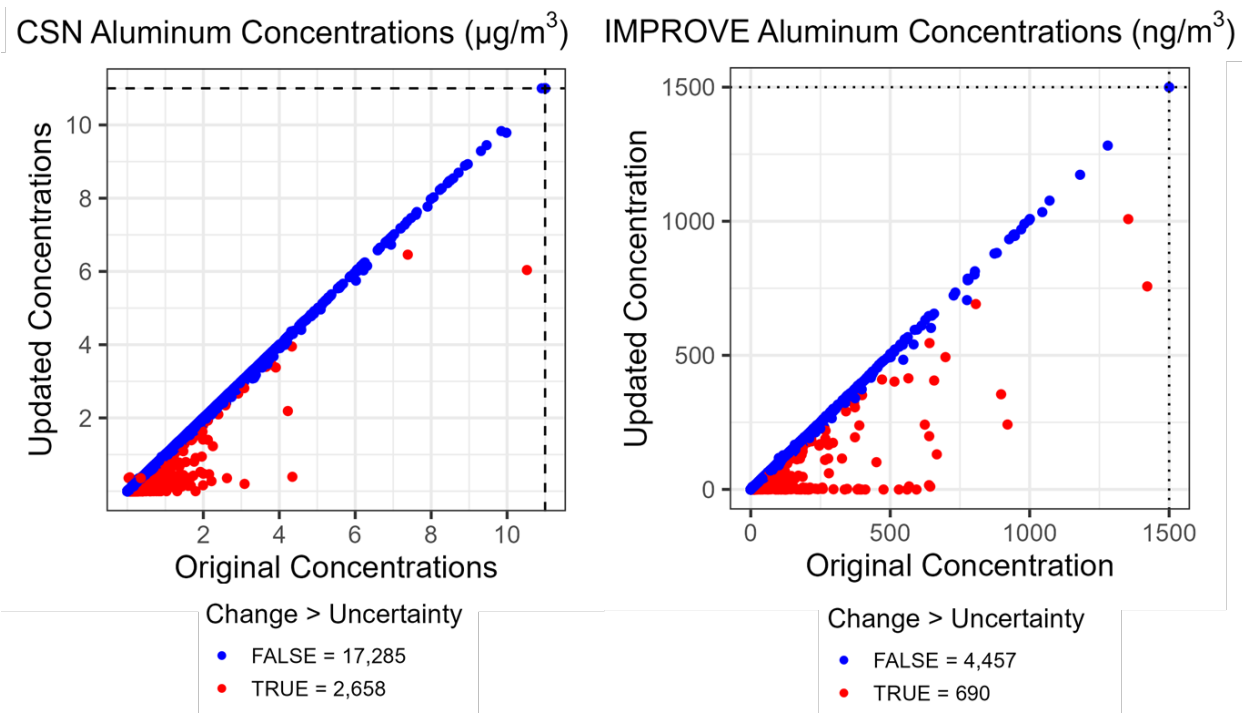 CSN Aluminum Concentrations (µg/m³)
Updated Concentrations
10
8
6
4
2
2 4 6 8 10
Original Concentrations
Change > Uncertainty
FALSE = 17,285
TRUE = 2,658
IMPROVE Aluminum Concentrations (ng/m³)
Updated Concentration
1500
1000
500
0
0 500 1000 1500
Original Concentration
Change > Uncertainty
FALSE = 4,457
TRUE = 690